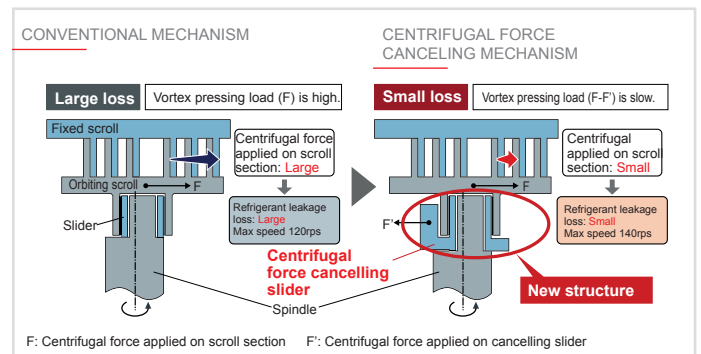 CONVENTIONAL MECHANISM
CENTRIFUGAL FORCE
CANCELING MECHANISM
Large loss
Vortex pressing load (F) is high.
Small loss
Vortex pressing load (F-F') is slow.
Fixed scroll
Centrifugal force
applied on scroll
section: Large
Orbiting scroll
F
Slider
Refrigerant leakage
loss: Large
Max speed 120rps
Centrifugal
applied on scroll
section: Small
F
F'
Refrigerant leakage
loss: Small
Max speed 140rps
Centrifugal
force cancelling
slider
New structure
Spindle
F: Centrifugal force applied on scroll section
F': Centrifugal force applied on cancelling slider